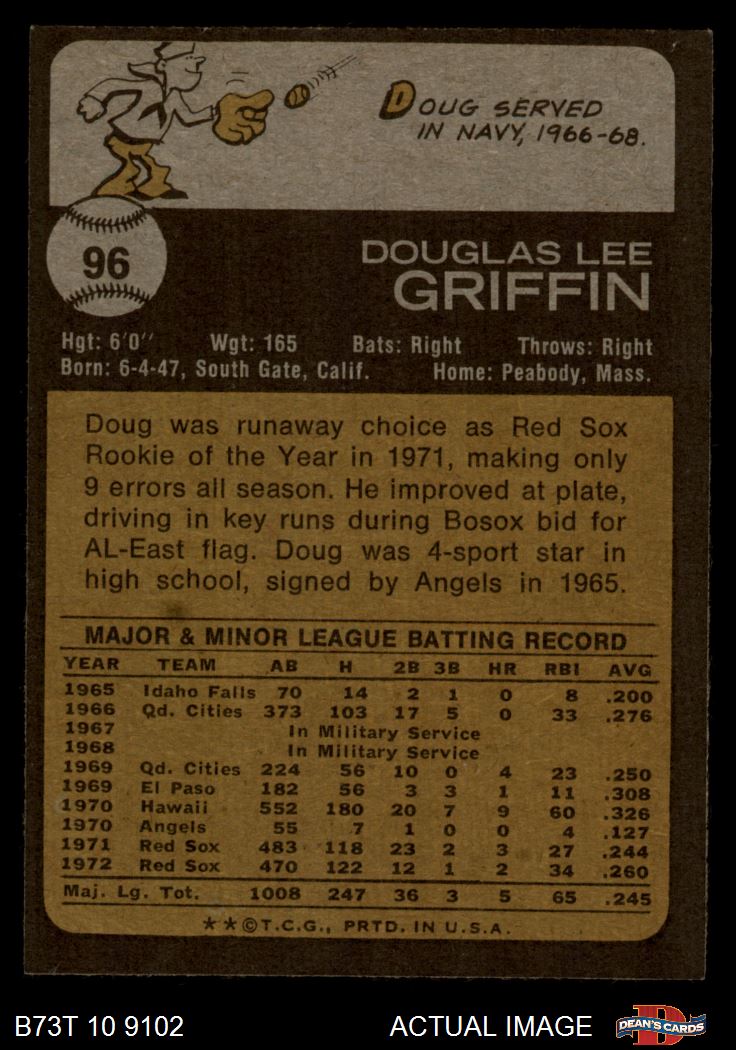 DOUG SERVED
IN NAVY, 1966-68.
96
DOUGLAS LEE
GRIFFIN
Hgt: 6'0" Wgt: 165 Bats: Right Throws: Right
Born: 6-4-47, South Gate, Calif. Home: Peabody, Mass.
Doug was runaway choice as Red Sox
Rookie of the Year in 1971, making only
9 errors all season. He improved at plate,
driving in key runs during Bosox bid for
AL-East flag. Doug was 4-sport star in
high school, signed by Angels in 1965.
MAJOR & MINOR LEAGUE BATTING RECORD
YEAR TEAM AB H 2B 3B HR RBI AVG
1965 Idaho Falls 70 14 2 1 0 8 .200
1966 Qd. Cities 373 103 17 5 0 33 .276
1967 In Military Service
1968 In Military Service
1969 Qd. Cities 224 56 10 0 4 23 .250
1969 El Paso 182 56 3 3 1 11 .308
1970 Hawaii 552 180 20 7 9 60 .326
1970 Angels 55 7 1 0 0 4 .127
1971 Red Sox 483 118 23 2 3 27 .244
1972 Red Sox 470 122 12 1 2 34 .260
Maj. Lg. Tot. 1008 247 36 3 5 65 .245
**©T.C.G., PRTD. IN U.S.A.
B73T 10 9102 ACTUAL IMAGE D DEAN'S CARDS